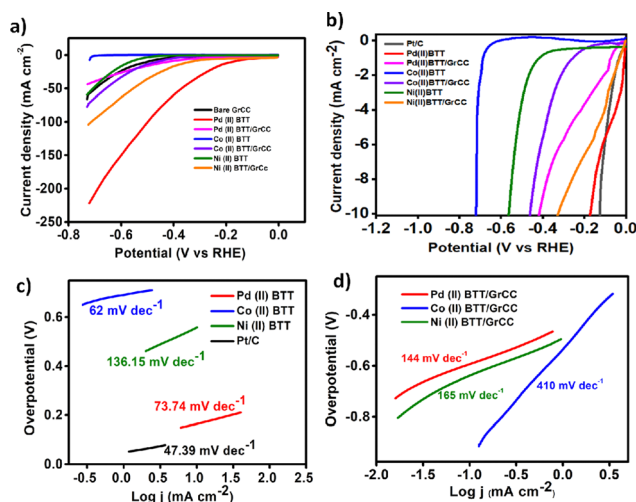 a)
Current density (mA cm-2)
0
-50
-100
-150
-200
-250
-0.8
-0.6
-0.4
-0.2
0.0
Potential (V vs RHE)
Bare GrCC
Pd (II) BTT
Pd (II) BTT/GrCC
Co (II) BTT
Co (II) BTT/GrCC
Ni (II) BTT
Ni (II) BTT/GrCc
b)
Current density (mA cm-2)
0
-2
-4
-6
-8
-10
-1.2
-1.0
-0.8
-0.6
-0.4
-0.2
0.0
Potential (V vs RHE)
Pt/C
Pd(II)BTT
Pd(II)BTT/GrCC
Co(II)BTT
Co(II)BTT/GrCC
Ni(II)BTT
Ni(II)BTT/GrCC
c)
Overpotential (V)
0.6
0.4
0.2
0.0
-0.5
0.0
0.5
1.0
1.5
2.0
2.5
Log j (mA cm-2)
Pd (II) BTT
Co (II) BTT
Ni (II) BTT
Pt/C
62 mV dec-1
136.15 mV dec-1
73.74 mV dec-1
47.39 mV dec-1
d)
Overpotential (V)
-0.2
-0.4
-0.6
-0.8
-2.0
-1.5
-1.0
-0.5
0.0
0.5
Log j (mA cm-2)
Pd (II) BTT/GrCC
Co (II) BTT/GrCC
Ni (II) BTT/GrCC
144 mV dec-1
165 mV dec-1
410 mV dec-1